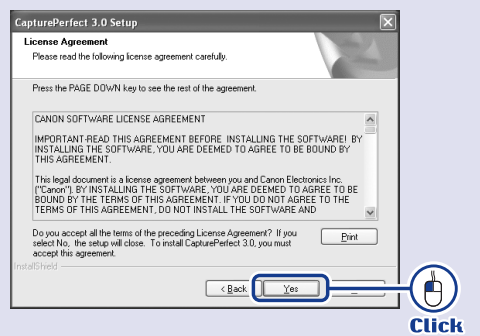 CapturePerfect 3.0 Setup
License Agreement
Please read the following license agreement carefully.
Press the PAGE DOWN key to see the rest of the agreement.
CANON SOFTWARE LICENSE AGREEMENT
IMPORTANT-READ THIS AGREEMENT BEFORE INSTALLING THE SOFTWARE! BY
INSTALLING THE SOFTWARE, YOU ARE DEEMED TO AGREE TO BE BOUND BY
THIS AGREEMENT.
This legal document is a license agreement between you and Canon Electronics Inc.
("Canon"). BY INSTALLING THE SOFTWARE, YOU ARE DEEMED TO AGREE TO BE
BOUND BY THE TERMS OF THIS AGREEMENT. IF YOU DO NOT AGREE TO THE
TERMS OF THIS AGREEMENT, DO NOT INSTALL THE SOFTWARE AND
Do you accept all the terms of the preceding License Agreement? If you
select No, the setup will close. To install CapturePerfect 3.0, you must
accept this agreement.
Print
InstallShield
< Back
Yes
Click